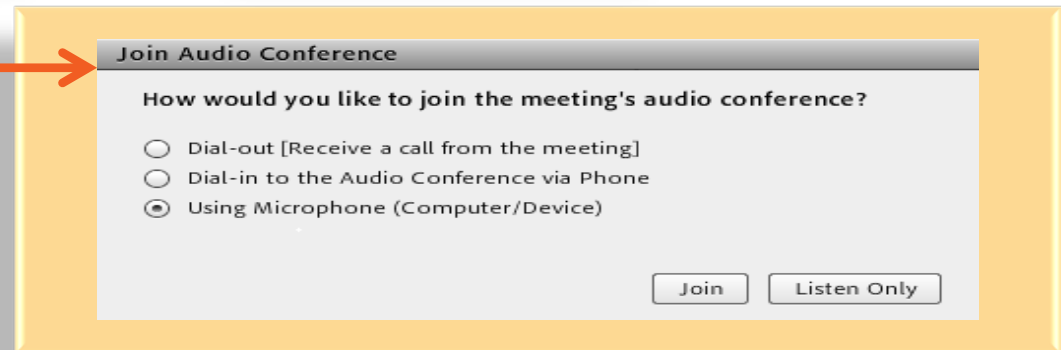 Join Audio Conference
How would you like to join the meeting's audio conference?
Dial-out [Receive a call from the meeting]
Dial-in to the Audio Conference via Phone
Using Microphone (Computer/Device)
Join Listen Only